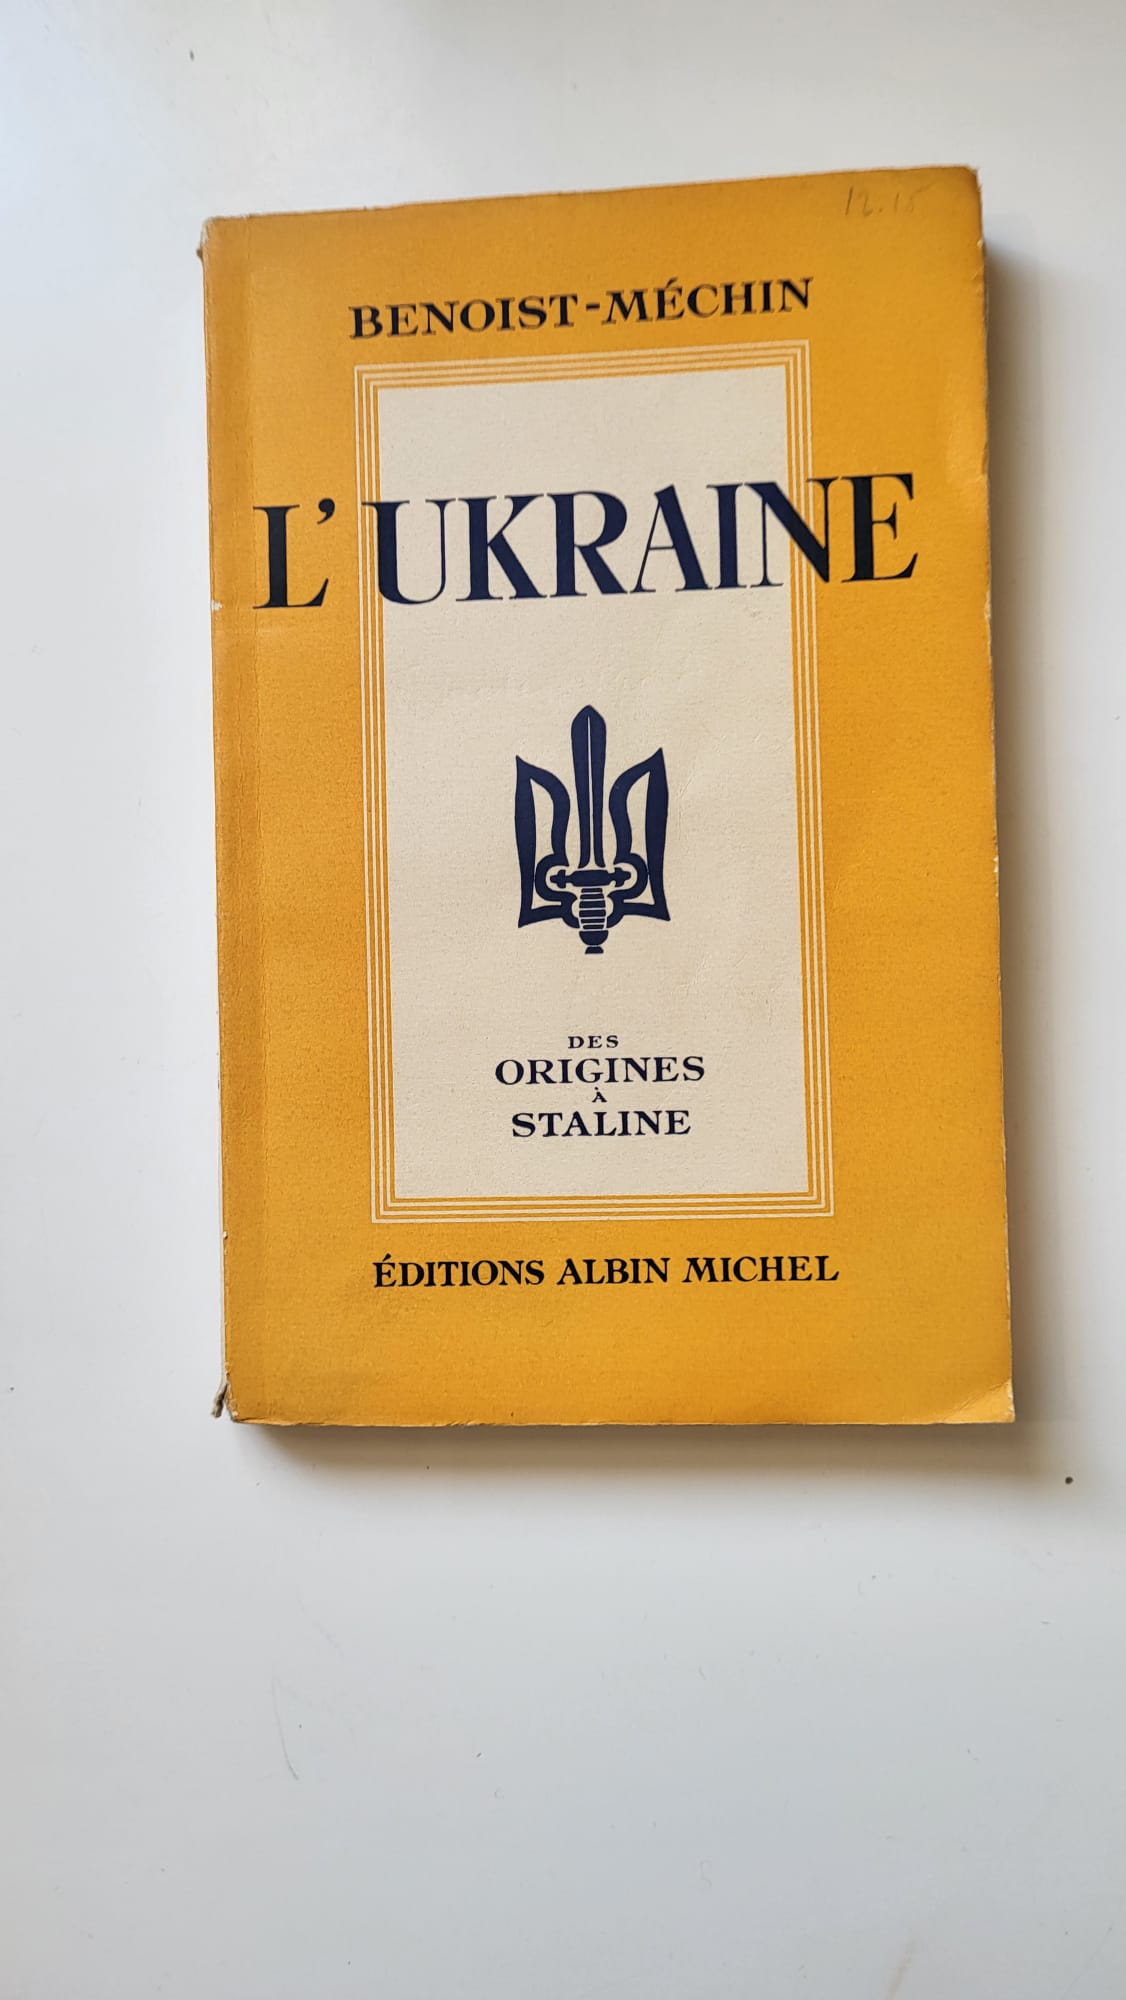 12.15
BENOIST-MÉCHIN
L'UKRAINE
DES
ORIGINES
À
STALINE
ÉDITIONS ALBIN MICHEL